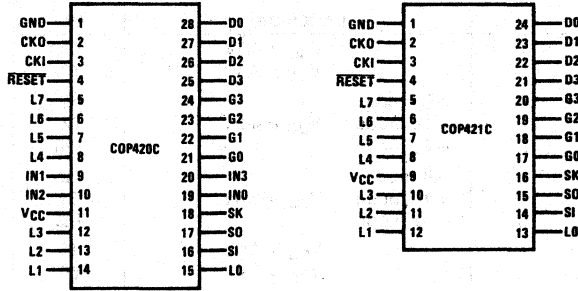 GND 1 28 D0
CKO 2 27 D1
CKI 3 26 D2
RESET 4 25 D3
L7 5 24 G3
L6 6 23 G2
L5 7 22 G1
L4 8 21 G0
COP420C
IN1 9 20 IN3
IN2 10 19 IN0
VCC 11 18 SK
L3 12 17 SO
L2 13 16 SI
L1 14 15 L0
GND 1 24 D0
CKO 2 23 D1
CKI 3 22 D2
RESET 4 21 D3
L7 5 20 G3
L6 6 19 G2
COP421C
L5 7 18 G1
L4 8 17 G0
VCC 9 16 SK
L3 10 15 SO
L2 11 14 SI
L1 12 13 L0